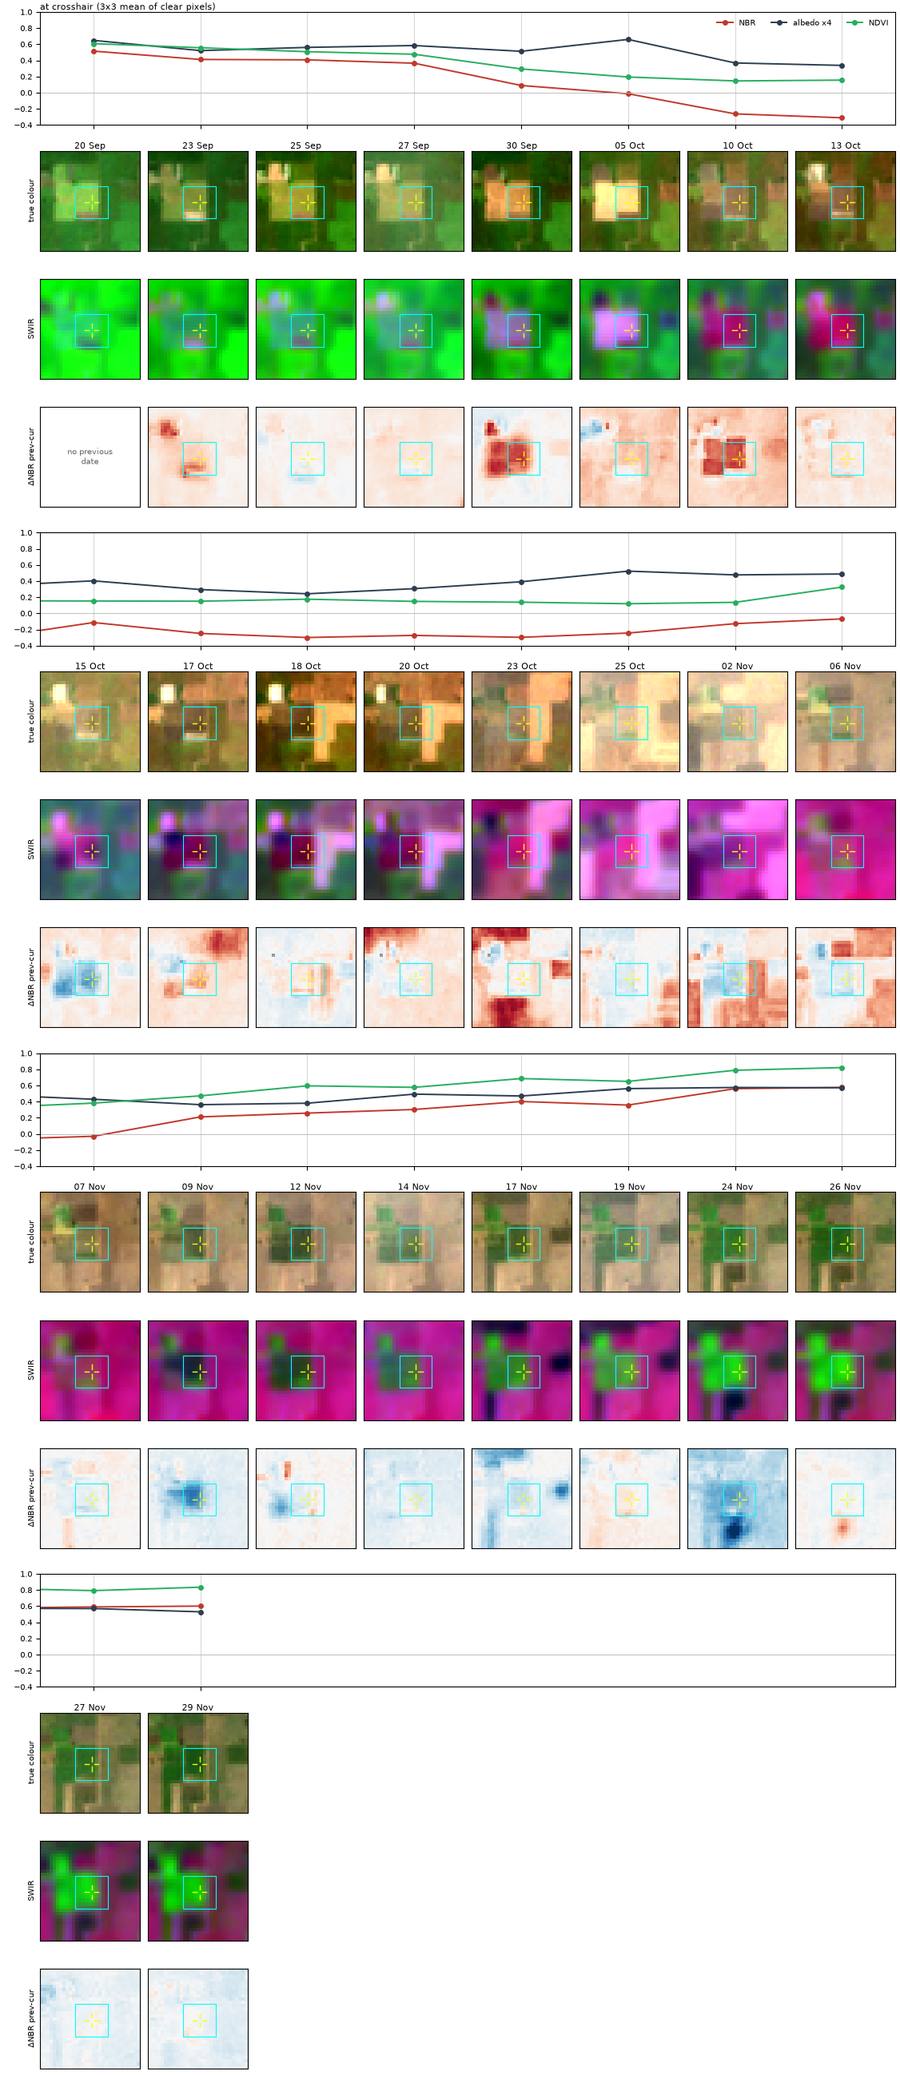 at crosshair (3x3 mean of clear pixels)
1.0
0.8
0.6
0.4
0.2
0.0
−0.2
−0.4
NBR
albedo x4
NDVI
20 Sep
23 Sep
25 Sep
27 Sep
30 Sep
05 Oct
10 Oct
13 Oct
true colour
SWIR
ΔNBR prev-cur
no previous
date
1.0
0.8
0.6
0.4
0.2
0.0
−0.2
−0.4
15 Oct
17 Oct
18 Oct
20 Oct
23 Oct
25 Oct
02 Nov
06 Nov
true colour
SWIR
ΔNBR prev-cur
1.0
0.8
0.6
0.4
0.2
0.0
−0.2
−0.4
07 Nov
09 Nov
12 Nov
14 Nov
17 Nov
19 Nov
24 Nov
26 Nov
true colour
SWIR
ΔNBR prev-cur
1.0
0.8
0.6
0.4
0.2
0.0
−0.2
−0.4
27 Nov
29 Nov
true colour
SWIR
ΔNBR prev-cur